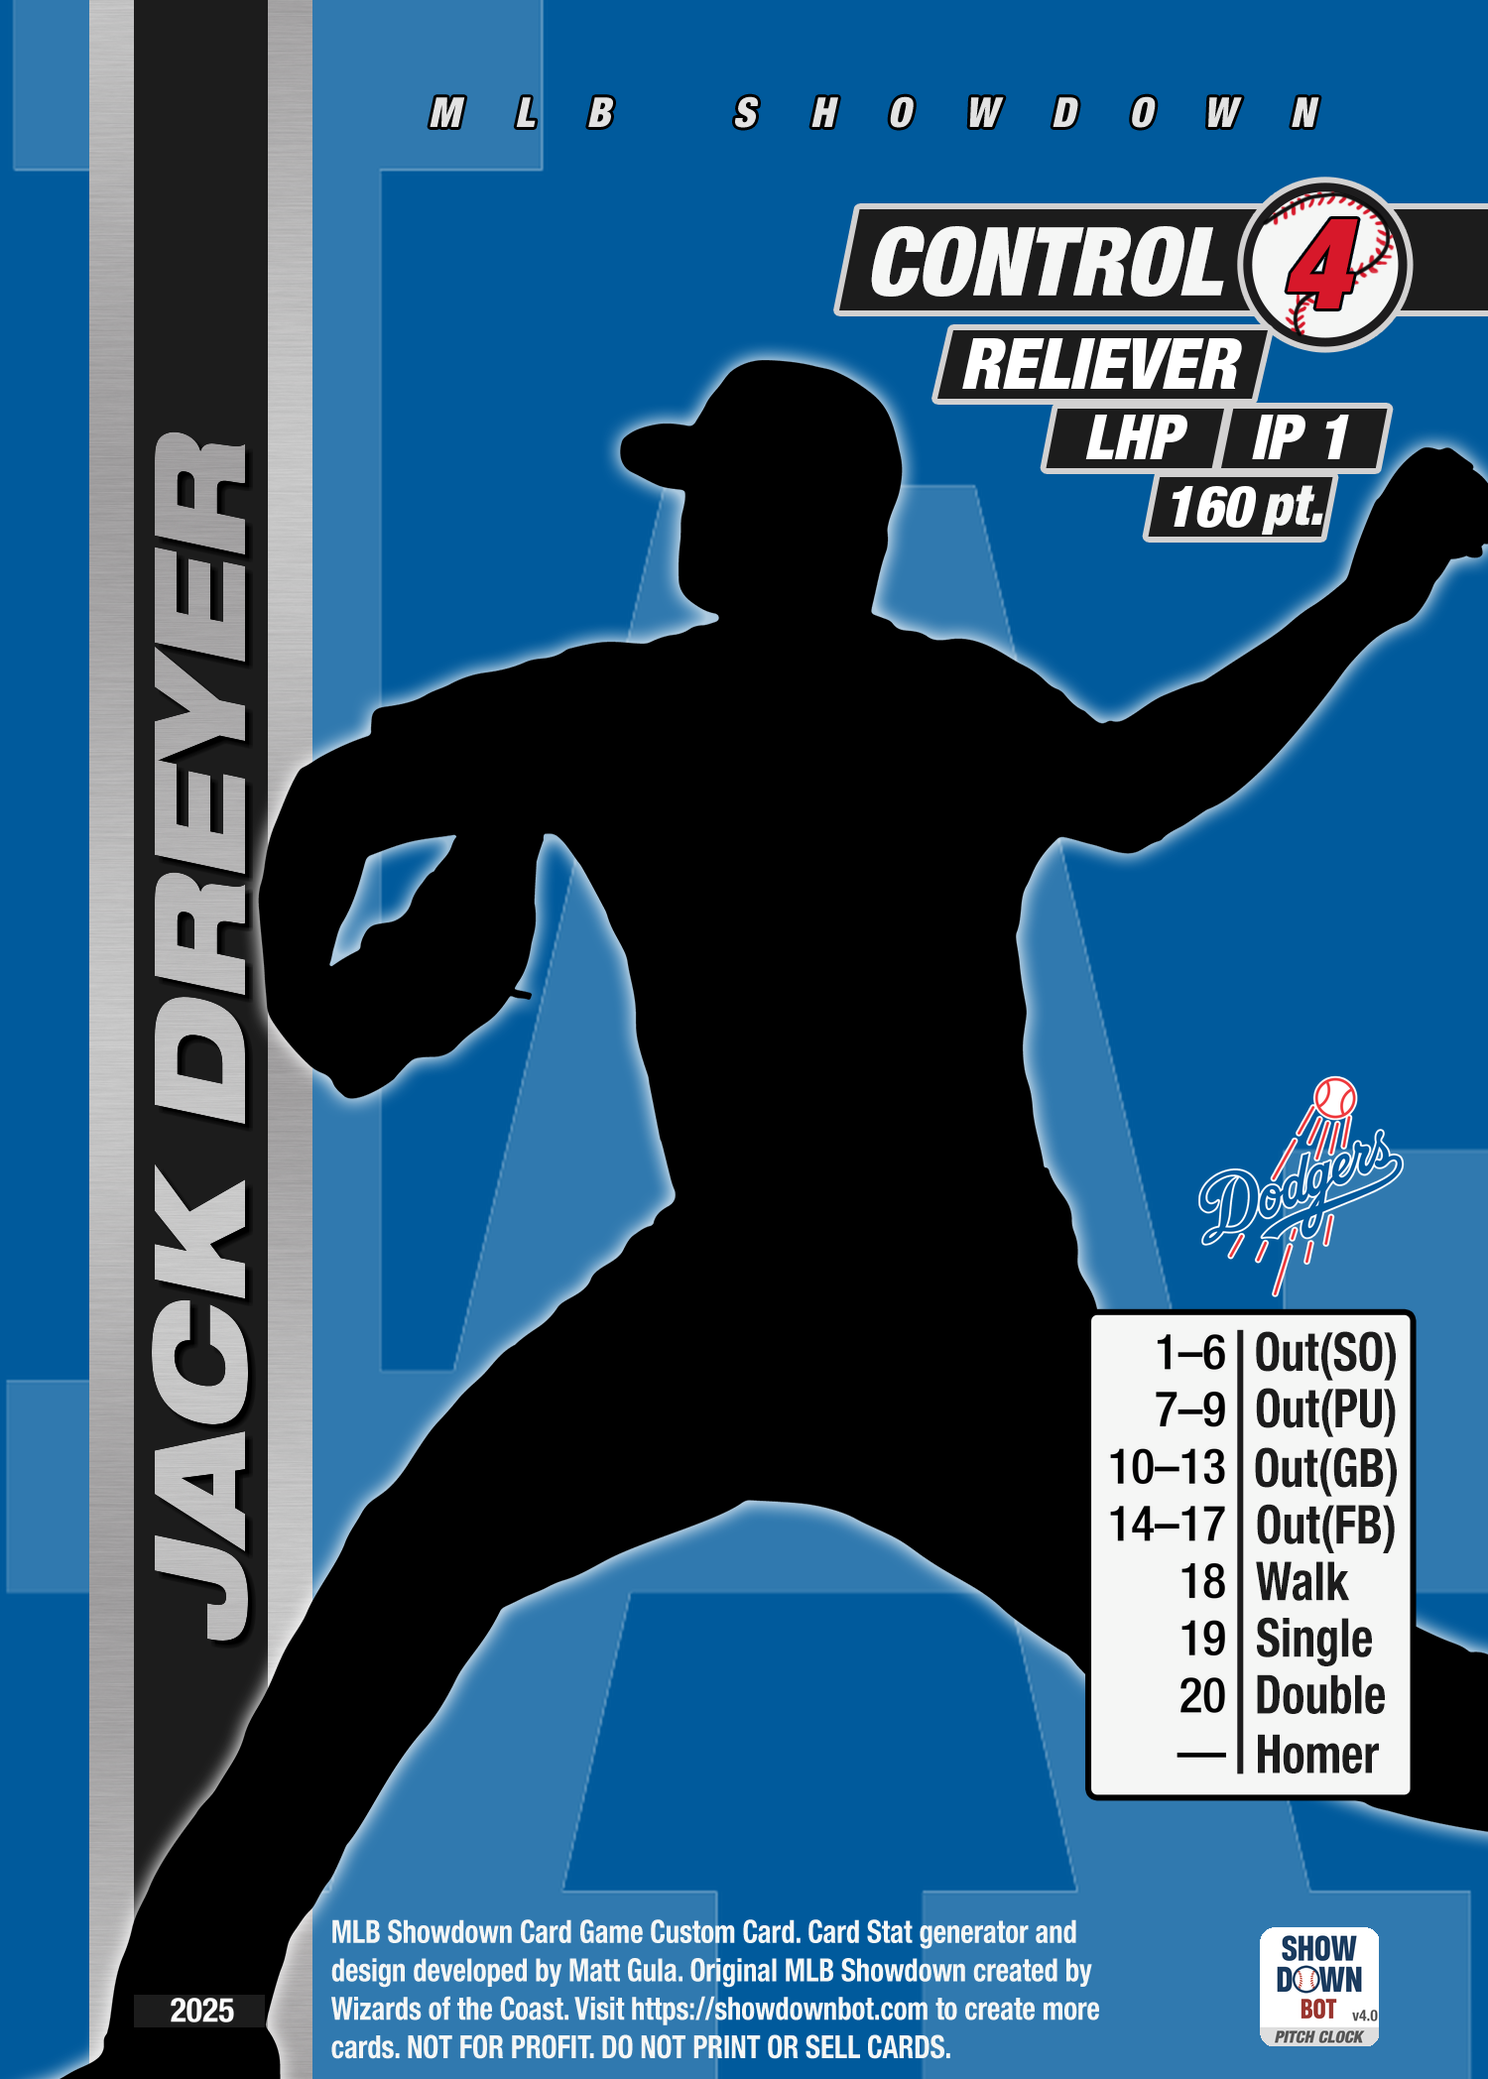 MLB SHOWDOWN
CONTROL 4
RELIEVER
LHP IP 1
160 pt.
JACK DREYER
Dodgers
1–6 Out(SO)
7–9 Out(PU)
10–13 Out(GB)
14–17 Out(FB)
18 Walk
19 Single
20 Double
— Homer
MLB Showdown Card Game Custom Card. Card Stat generator and
design developed by Matt Gula. Original MLB Showdown created by
Wizards of the Coast. Visit https://showdownbot.com to create more
cards. NOT FOR PROFIT. DO NOT PRINT OR SELL CARDS.
2025
SHOW
DOWN
BOT v4.0
PITCH CLOCK